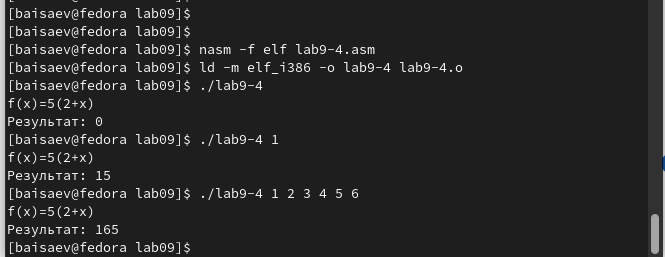 [baisaev@fedora lab09]$
[baisaev@fedora lab09]$
[baisaev@fedora lab09]$ nasm -f elf lab9-4.asm
[baisaev@fedora lab09]$ ld -m elf_i386 -o lab9-4 lab9-4.o
[baisaev@fedora lab09]$ ./lab9-4
f(x)=5(2+x)
Результат: 0
[baisaev@fedora lab09]$ ./lab9-4 1
f(x)=5(2+x)
Результат: 15
[baisaev@fedora lab09]$ ./lab9-4 1 2 3 4 5 6
f(x)=5(2+x)
Результат: 165
[baisaev@fedora lab09]$